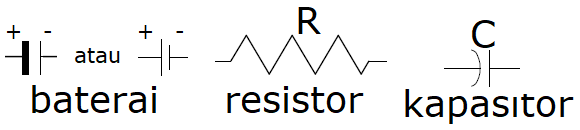 + - atau + -
R
C
baterai resistor kapasitor